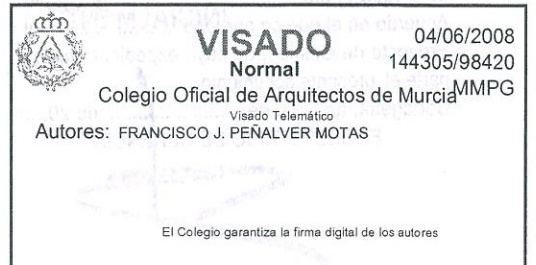 VISADO
Normal
04/06/2008
144305/98420
MMPG
Colegio Oficial de Arquitectos de Murcia
Visado Telemático
Autores: FRANCISCO J. PEÑALVER MOTAS
El Colegio garantiza la firma digital de los autores